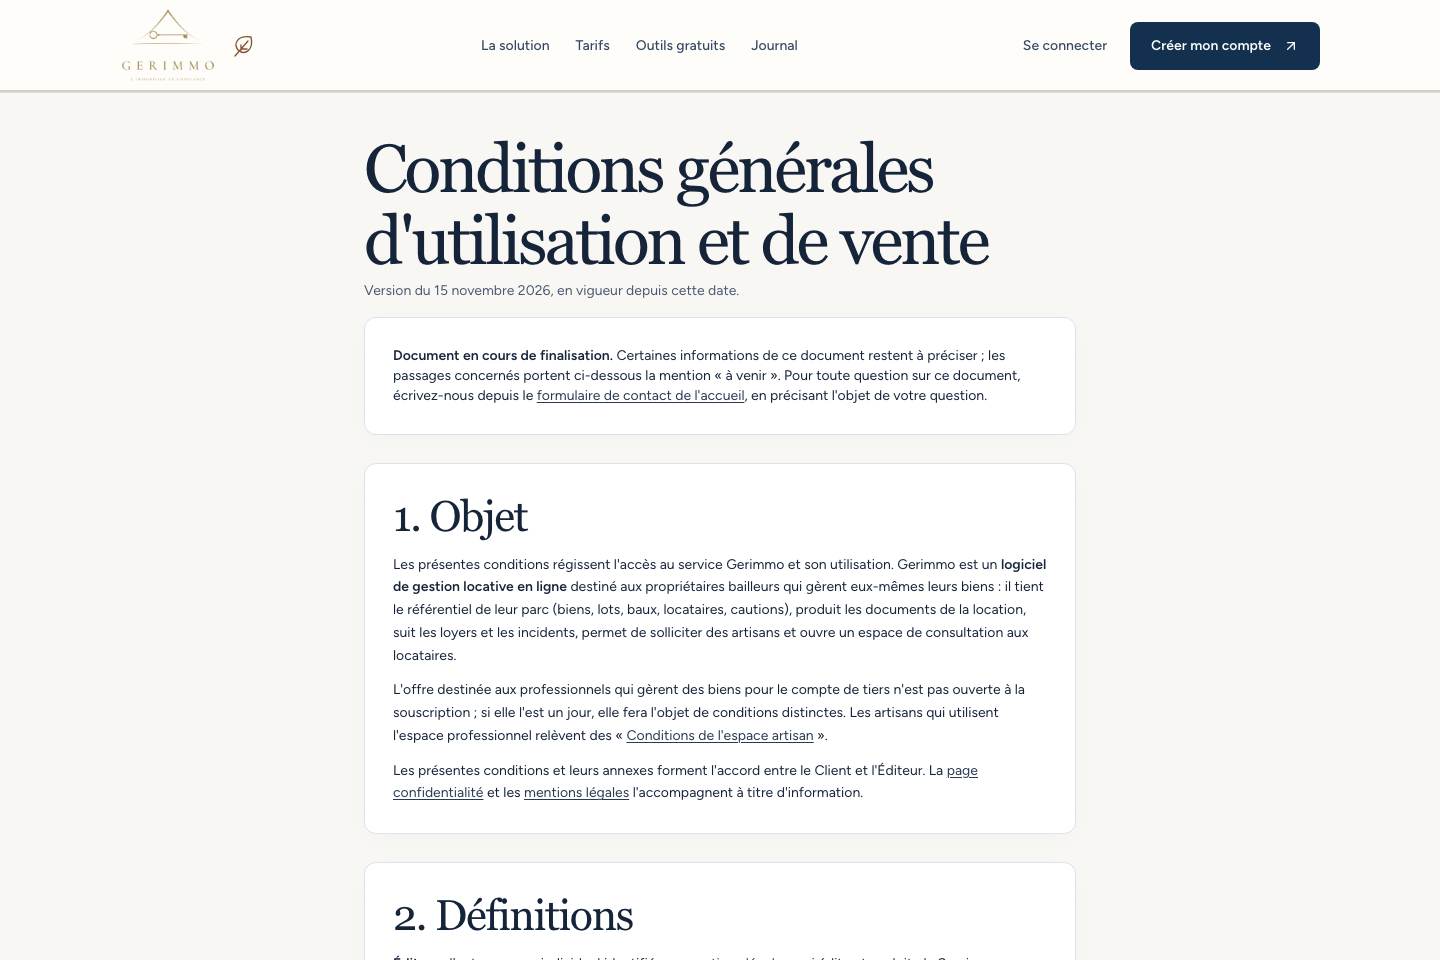 GERIMMO
La solution
Tarifs
Outils gratuits
Journal
Se connecter
Créer mon compte
Conditions générales
d'utilisation et de vente
Version du 15 novembre 2026, en vigueur depuis cette date.
Document en cours de finalisation. Certaines informations de ce document restent à préciser ; les
passages concernés portent ci-dessous la mention « à venir ». Pour toute question sur ce document,
écrivez-nous depuis le formulaire de contact de l'accueil, en précisant l'objet de votre question.
1. Objet
Les présentes conditions régissent l'accès au service Gerimmo et son utilisation. Gerimmo est un logiciel
de gestion locative en ligne destiné aux propriétaires bailleurs qui gèrent eux-mêmes leurs biens : il tient
le référentiel de leur parc (biens, lots, baux, locataires, cautions), produit les documents de la location,
suit les loyers et les incidents, permet de solliciter des artisans et ouvre un espace de consultation aux
locataires.
L'offre destinée aux professionnels qui gèrent des biens pour le compte de tiers n'est pas ouverte à la
souscription ; si elle l'est un jour, elle fera l'objet de conditions distinctes. Les artisans qui utilisent
l'espace professionnel relèvent des « Conditions de l'espace artisan ».
Les présentes conditions et leurs annexes forment l'accord entre le Client et l'Éditeur. La page
confidentialité et les mentions légales l'accompagnent à titre d'information.
2. Définitions